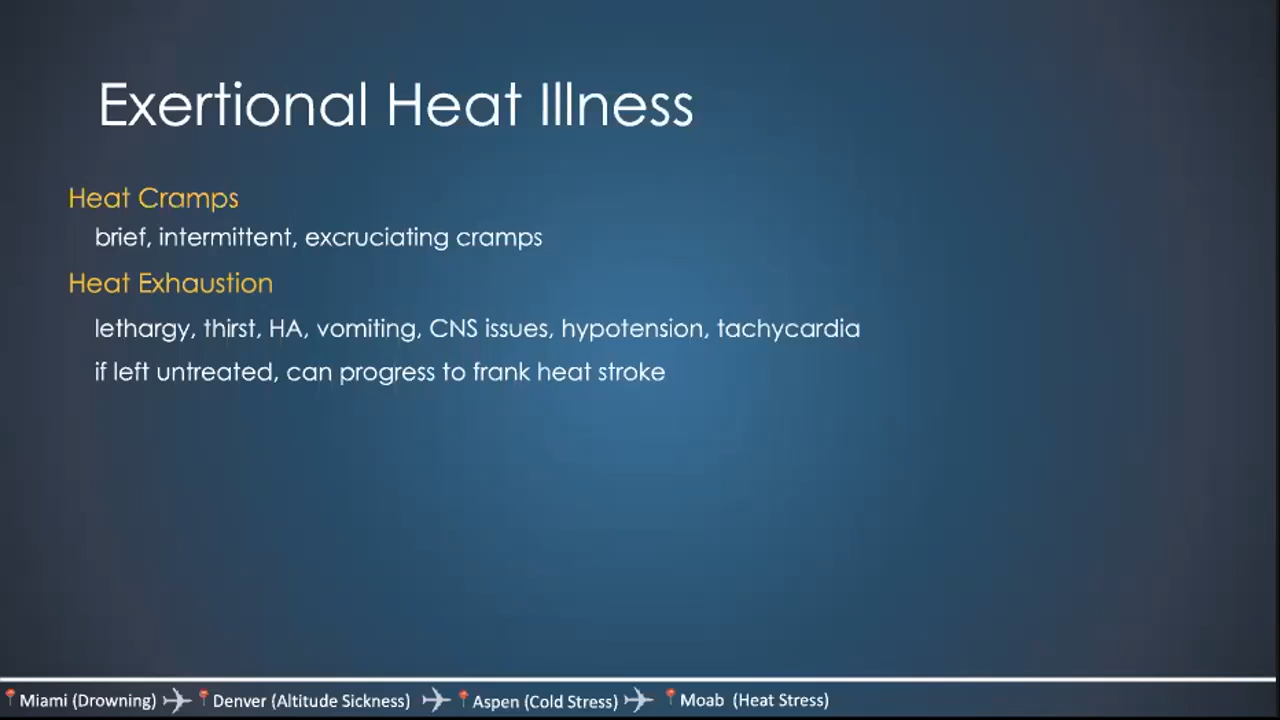 Exertional Heat Illness
Heat Cramps
brief, intermittent, excruciating cramps
Heat Exhaustion
lethargy, thirst, HA, vomiting, CNS issues, hypotension, tachycardia
if left untreated, can progress to frank heat stroke
Miami (Drowning) Denver (Altitude Sickness) Aspen (Cold Stress) Moab (Heat Stress)